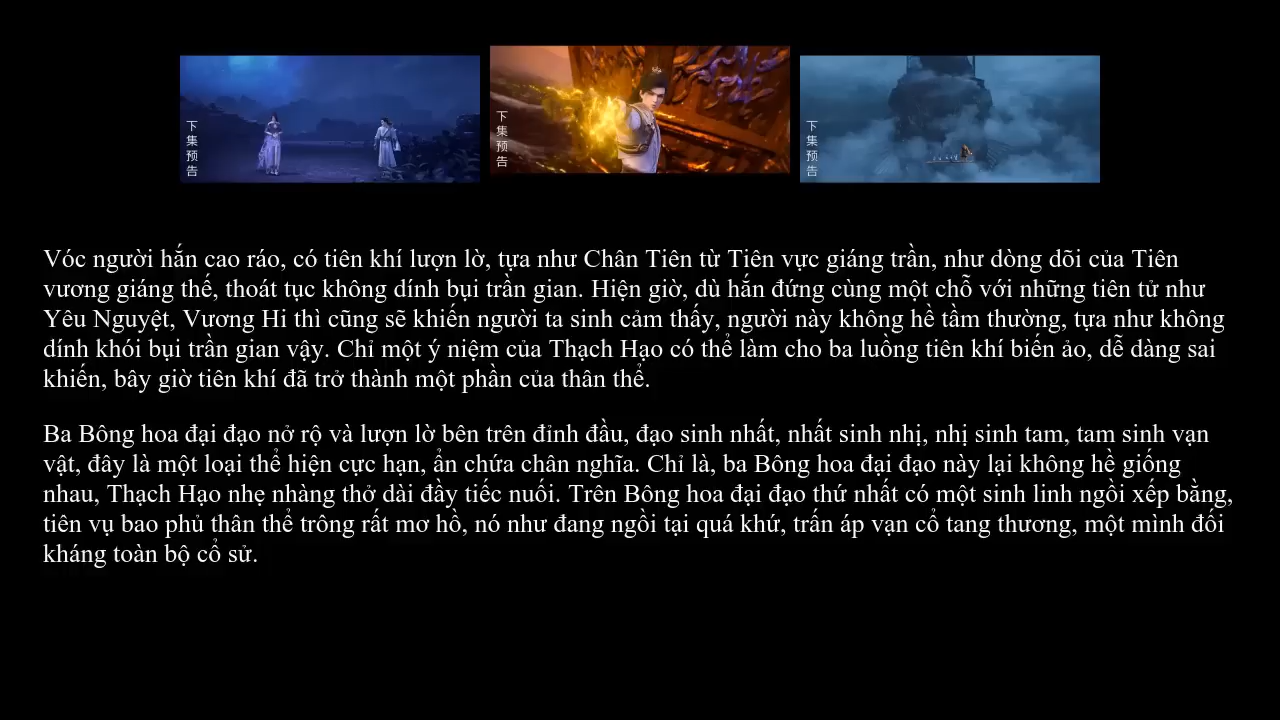 下集预告
下集预告
下集预告
Vóc người hắn cao ráo, có tiên khí lượn lờ, tựa như Chân Tiên từ Tiên vực giáng trần, như dòng dõi của Tiên
vương giáng thế, thoát tục không dính bụi trần gian. Hiện giờ, dù hắn đứng cùng một chỗ với những tiên tử như
Yêu Nguyệt, Vương Hi thì cũng sẽ khiến người ta sinh cảm thấy, người này không hề tầm thường, tựa như không
dính khói bụi trần gian vậy. Chỉ một ý niệm của Thạch Hạo có thể làm cho ba luồng tiên khí biến ảo, dễ dàng sai
khiến, bây giờ tiên khí đã trở thành một phần của thân thể.
Ba Bông hoa đại đạo nở rộ và lượn lờ bên trên đỉnh đầu, đạo sinh nhất, nhất sinh nhị, nhị sinh tam, tam sinh vạn
vật, đây là một loại thể hiện cực hạn, ẩn chứa chân nghĩa. Chỉ là, ba Bông hoa đại đạo này lại không hề giống
nhau, Thạch Hạo nhẹ nhàng thở dài đầy tiếc nuối. Trên Bông hoa đại đạo thứ nhất có một sinh linh ngồi xếp bằng,
tiên vụ bao phủ thân thể trông rất mơ hồ, nó như đang ngồi tại quá khứ, trấn áp vạn cổ tang thương, một mình đối
kháng toàn bộ cổ sử.